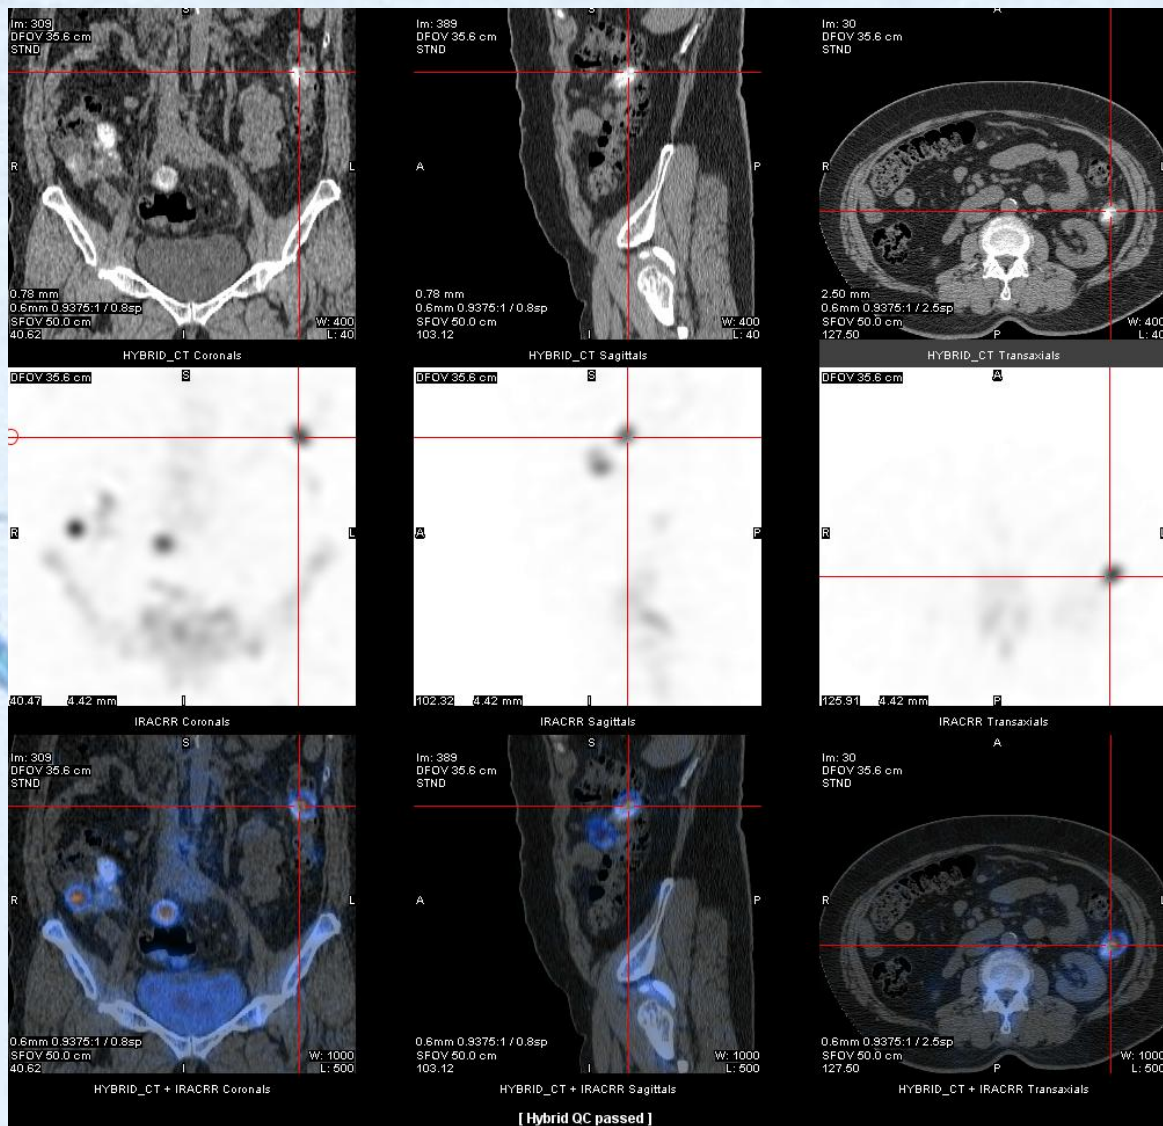 S
Im: 309
DFOV 35.6 cm
STND
R
L
0.78 mm
0.6mm 0.9375:1 / 0.8sp
SFOV 50.0 cm
40.62
I
W: 400
L: 40
HYBRID_CT Coronals
S
Im: 389
DFOV 35.6 cm
STND
A
P
0.78 mm
0.6mm 0.9375:1 / 0.8sp
SFOV 50.0 cm
103.12
I
W: 400
L: 40
HYBRID_CT Sagittals
A
Im: 30
DFOV 35.6 cm
STND
R
2.50 mm
0.6mm 0.9375:1 / 2.5sp
SFOV 50.0 cm
127.50
P
W: 400
L: 40
HYBRID_CT Transaxials
DFOV 35.6 cm
S
R
L
40.47 4.42 mm
I
IRACRR Coronals
DFOV 35.6 cm
S
A
P
102.32 4.42 mm
I
IRACRR Sagittals
DFOV 35.6 cm
A
R
125.91 4.42 mm
P
IRACRR Transaxials
S
Im: 309
DFOV 35.6 cm
STND
R
L
0.6mm 0.9375:1 / 0.8sp
SFOV 50.0 cm
40.62
I
W: 1000
L: 500
HYBRID_CT + IRACRR Coronals
S
Im: 389
DFOV 35.6 cm
STND
A
P
0.6mm 0.9375:1 / 0.8sp
SFOV 50.0 cm
103.12
I
W: 1000
L: 500
HYBRID_CT + IRACRR Sagittals
A
Im: 30
DFOV 35.6 cm
STND
R
0.6mm 0.9375:1 / 2.5sp
SFOV 50.0 cm
127.50
P
W: 1000
L: 500
HYBRID_CT + IRACRR Transaxials
[ Hybrid QC passed ]